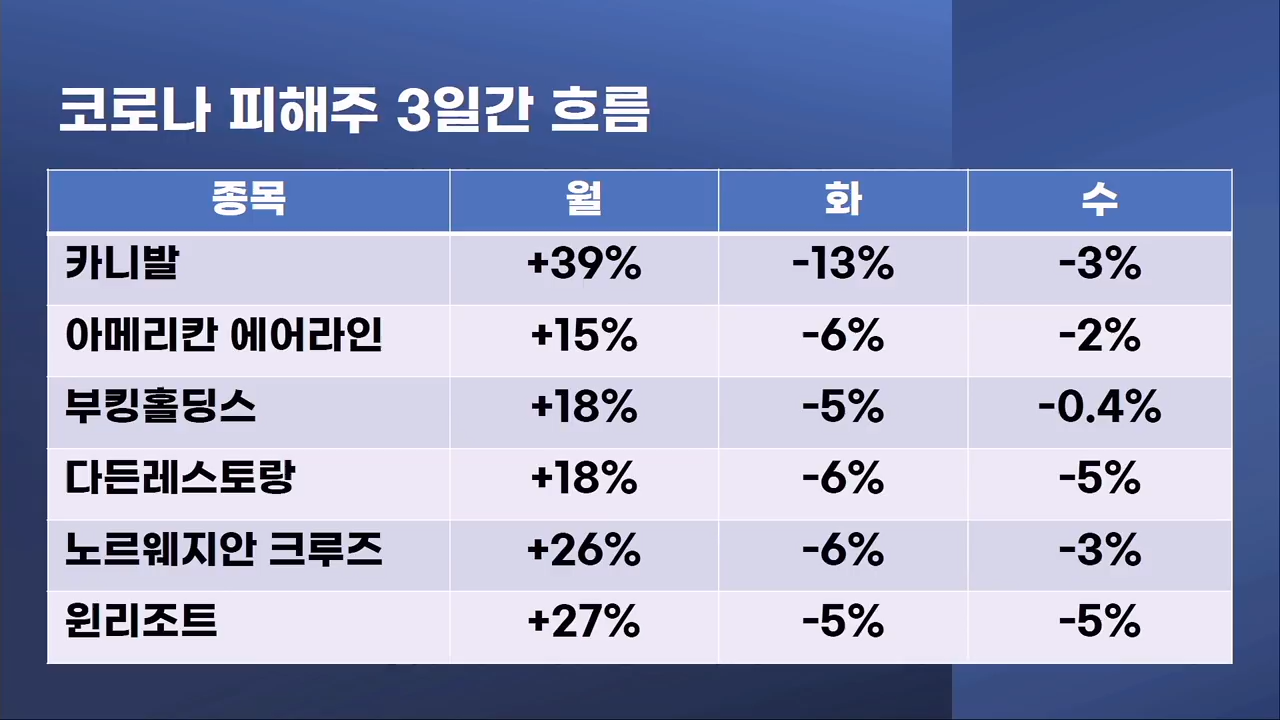 코로나 피해주 3일간 흐름
종목 월 화 수
카니발 +39% -13% -3%
아메리칸 에어라인 +15% -6% -2%
부킹홀딩스 +18% -5% -0.4%
다든레스토랑 +18% -6% -5%
노르웨지안 크루즈 +26% -6% -3%
윈리조트 +27% -5% -5%